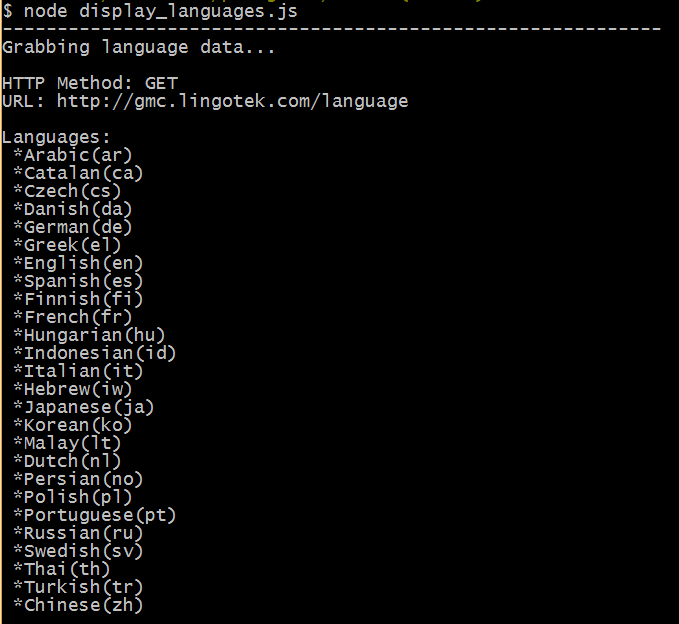 $ node display_languages.js
------------------------------------------------------------
Grabbing language data...
HTTP Method: GET
URL: http://gmc.lingotek.com/language
Languages:
*Arabic(ar)
*Catalan(ca)
*Czech(cs)
*Danish(da)
*German(de)
*Greek(el)
*English(en)
*Spanish(es)
*Finnish(fi)
*French(fr)
*Hungarian(hu)
*Indonesian(id)
*Italian(it)
*Hebrew(iw)
*Japanese(ja)
*Korean(ko)
*Malay(lt)
*Dutch(nl)
*Persian(no)
*Polish(pl)
*Portuguese(pt)
*Russian(ru)
*Swedish(sv)
*Thai(th)
*Turkish(tr)
*Chinese(zh)